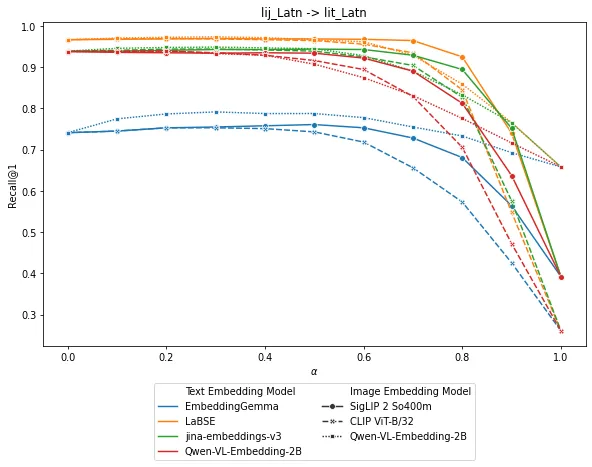 lij_Latn -> lit_Latn
Recall@1
1.0
0.9
0.8
0.7
0.6
0.5
0.4
0.3
0.0 0.2 0.4 0.6 0.8 1.0
α
Text Embedding Model
EmbeddingGemma
LaBSE
jina-embeddings-v3
Qwen-VL-Embedding-2B
Image Embedding Model
SigLIP 2 So400m
CLIP ViT-B/32
Qwen-VL-Embedding-2B